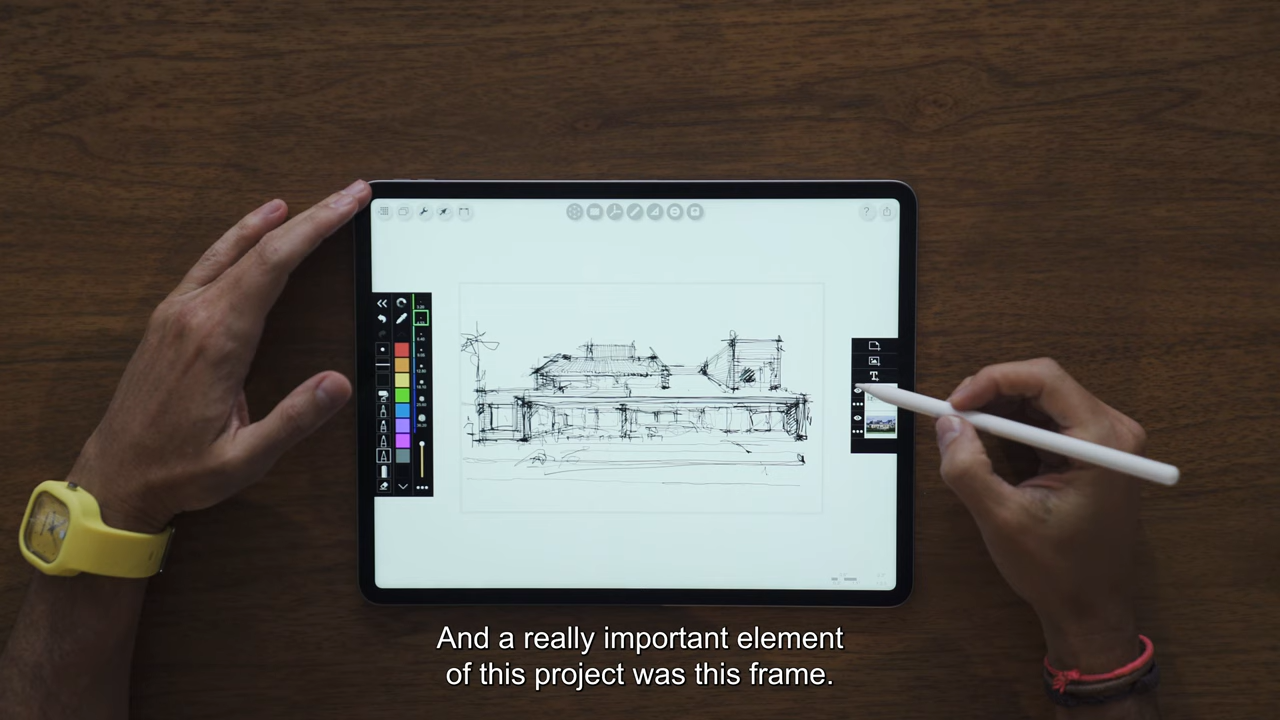 ?
T
And a really important element
of this project was this frame.